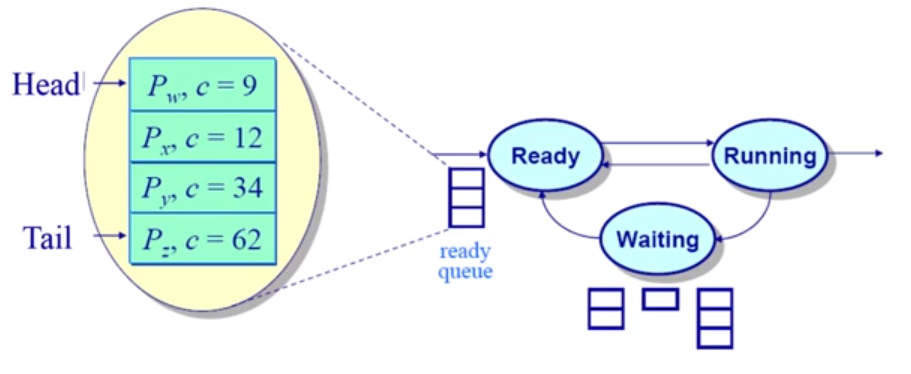 Head
P_w, c = 9
P_x, c = 12
P_y, c = 34
Tail
P_z, c = 62
Ready
Running
Waiting
ready
queue